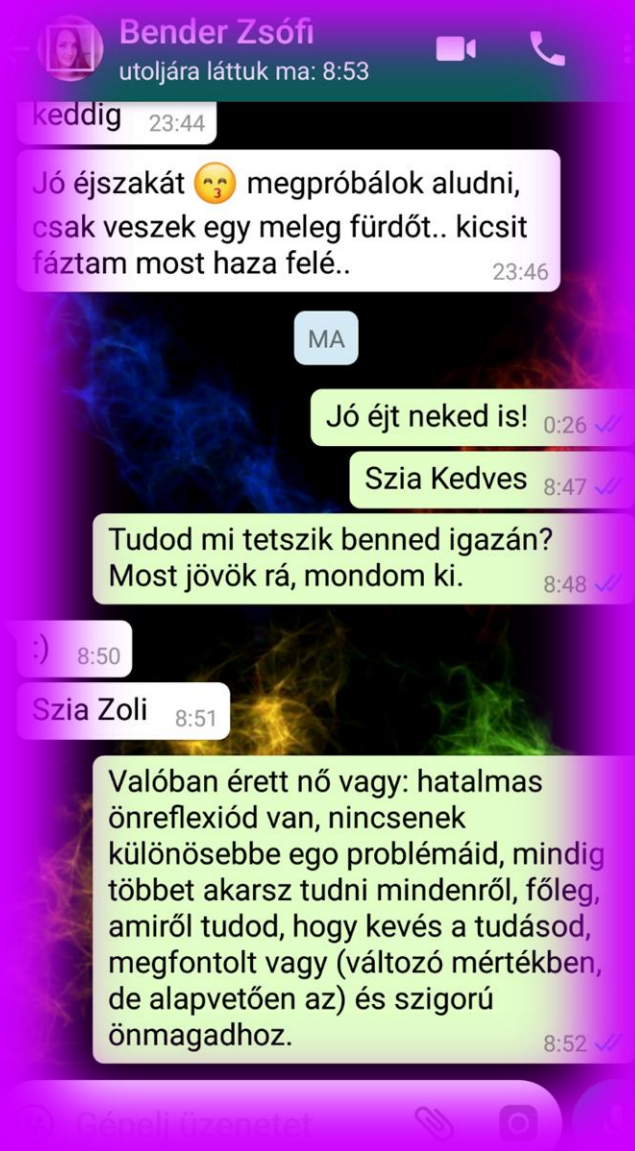 Bender Zsófi
utoljára láttuk ma: 8:53
keddig 23:44
Jó éjszakát 😙 megpróbálok aludni,
csak veszek egy meleg fürdőt.. kicsit
fáztam most haza felé..
23:46
MA
Jó éjt neked is! 0:26
Szia Kedves 8:47
Tudod mi tetszik benned igazán?
Most jövök rá, mondom ki. 8:48
:) 8:50
Szia Zoli 8:51
Valóban érett nő vagy: hatalmas
önreflexiód van, nincsenek
különösebbe ego problémáid, mindig
többet akarsz tudni mindenről, főleg,
amiről tudod, hogy kevés a tudásod,
megfontolt vagy (változó mértékben,
de alapvetően az) és szigorú
önmagadhoz. 8:52
Gépelj üzenetet